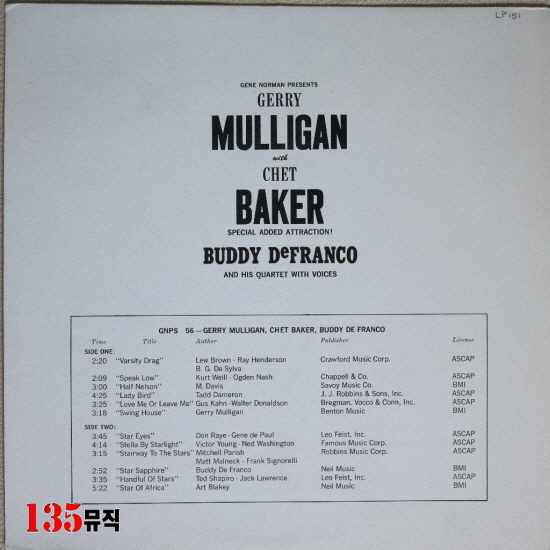 LP 151
GENE NORMAN PRESENTS
GERRY
MULLIGAN
with
CHET
BAKER
SPECIAL ADDED ATTRACTION!
BUDDY DeFRANCO
AND HIS QUARTET WITH VOICES
GNPS 56 — GERRY MULLIGAN, CHET BAKER, BUDDY DE FRANCO
Time Title Author Publisher License
SIDE ONE:
2:20 "Varsity Drag" Lew Brown - Ray Henderson Crawford Music Corp. ASCAP
B. G. De Sylva
2:09 "Speak Low" Kurt Weill - Ogden Nash Chappell & Co. ASCAP
3:00 "Half Nelson" M. Davis Savoy Music Co. BMI
4:25 "Lady Bird" Tadd Dameron J. J. Robbins & Sons, Inc. ASCAP
3:25 "Love Me Or Leave Me" Gus Kahn - Walter Donaldson Bregman, Vocco & Conn, Inc. ASCAP
3:18 "Swing House" Gerry Mulligan Benton Music BMI
SIDE TWO:
3:45 "Star Eyes" Don Raye - Gene de Paul Leo Feist, Inc. ASCAP
4:14 "Stella By Starlight" Victor Young - Ned Washington Famous Music Corp. ASCAP
3:15 "Stairway To The Stars" Mitchell Parish Robbins Music Corp. ASCAP
Matt Malneck - Frank Signorelli
2:52 "Star Sapphire" Buddy De Franco Neil Music BMI
3:35 "Handful Of Stars" Ted Shapiro - Jack Lawrence Leo Feist, Inc. ASCAP
5:22 "Star Of Africa" Art Blakey Neil Music BMI
135뮤직